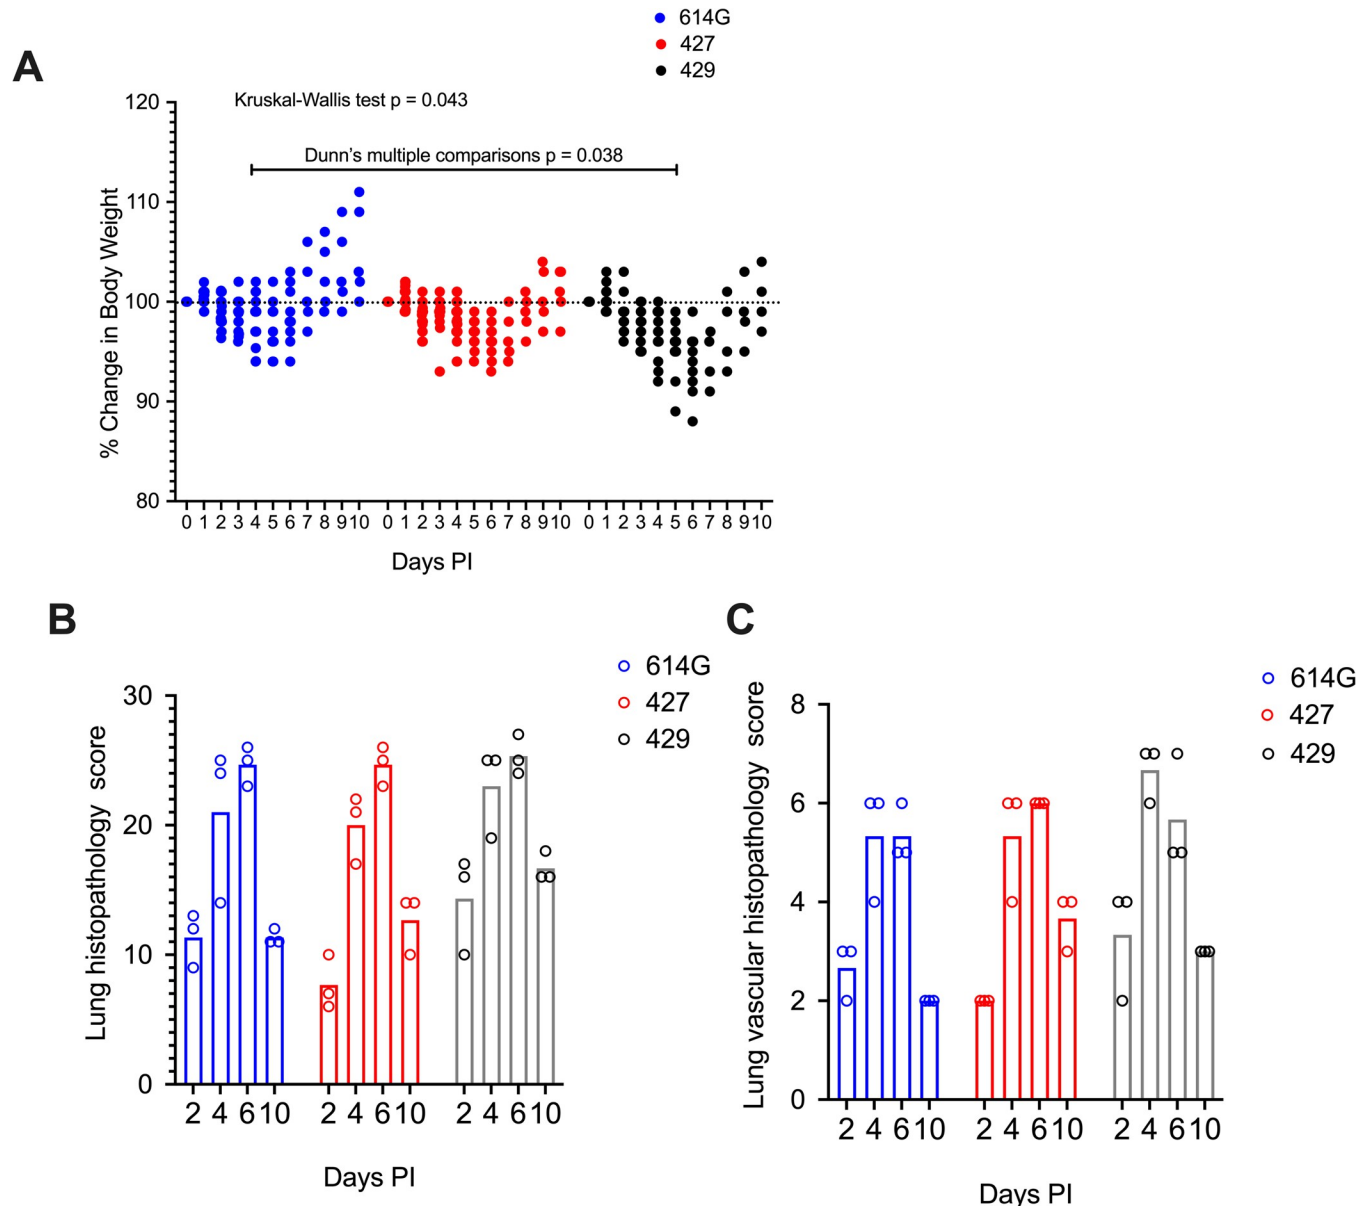 614G
427
429
A
120
Kruskal-Wallis test p = 0.043
Dunn's multiple comparisons p = 0.038
110
100
90
80
% Change in Body Weight
0 1 2 3 4 5 6 7 8 9 10 0 1 2 3 4 5 6 7 8 9 10 0 1 2 3 4 5 6 7 8 9 10
Days PI
B
614G
427
429
30
20
10
0
Lung histopathology score
2 4 6 10 2 4 6 10 2 4 6 10
Days PI
C
614G
427
429
8
6
4
2
0
Lung vascular histopathology score
2 4 6 10 2 4 6 10 2 4 6 10
Days PI